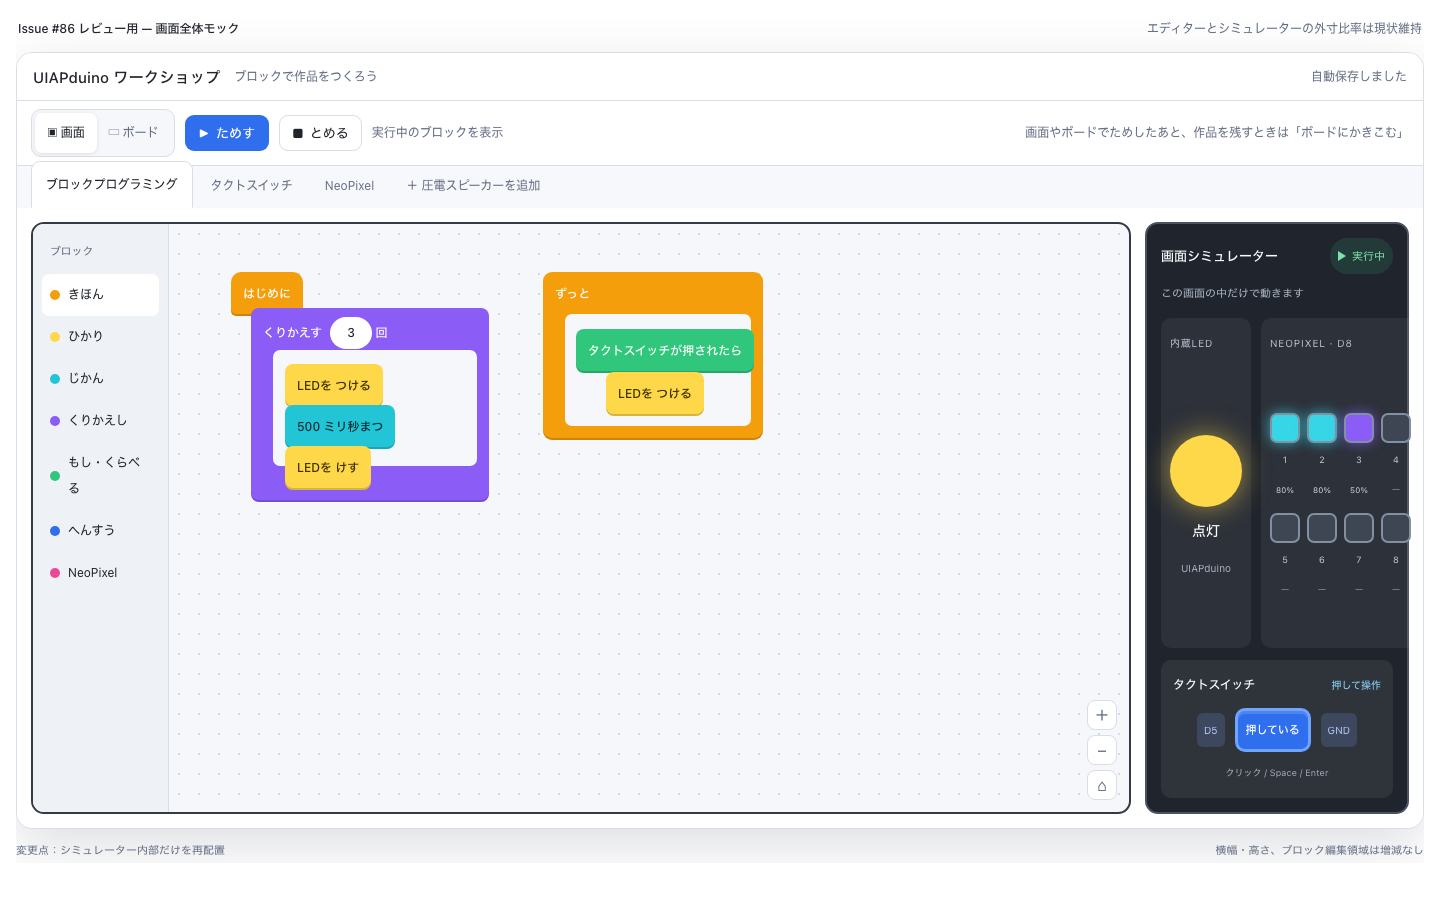 Issue #86 レビュー用 — 画面全体モック
エディターとシミュレーターの外寸比率は現状維持
UIAPduino ワークショップ
ブロックで作品をつくろう
自動保存しました
画面
ボード
ためす
とめる
実行中のブロックを表示
画面やボードでためしたあと、作品を残すときは「ボードにかきこむ」
ブロックプログラミング
タクトスイッチ
NeoPixel
＋ 圧電スピーカーを追加
ブロック
きほん
ひかり
じかん
くりかえし
もし・くらべ
る
へんすう
NeoPixel
はじめに
くりかえす 3 回
LEDを つける
500 ミリ秒まつ
LEDを けす
ずっと
タクトスイッチが押されたら
LEDを つける
＋
−
⌂
画面シミュレーター
▶ 実行中
この画面の中だけで動きます
内蔵LED
点灯
UIAPduino
NEOPIXEL · D8
1 2 3 4
80% 80% 50% —
5 6 7 8
— — — —
タクトスイッチ
押して操作
D5
押している
GND
クリック / Space / Enter
変更点：シミュレーター内部だけを再配置
横幅・高さ、ブロック編集領域は増減なし